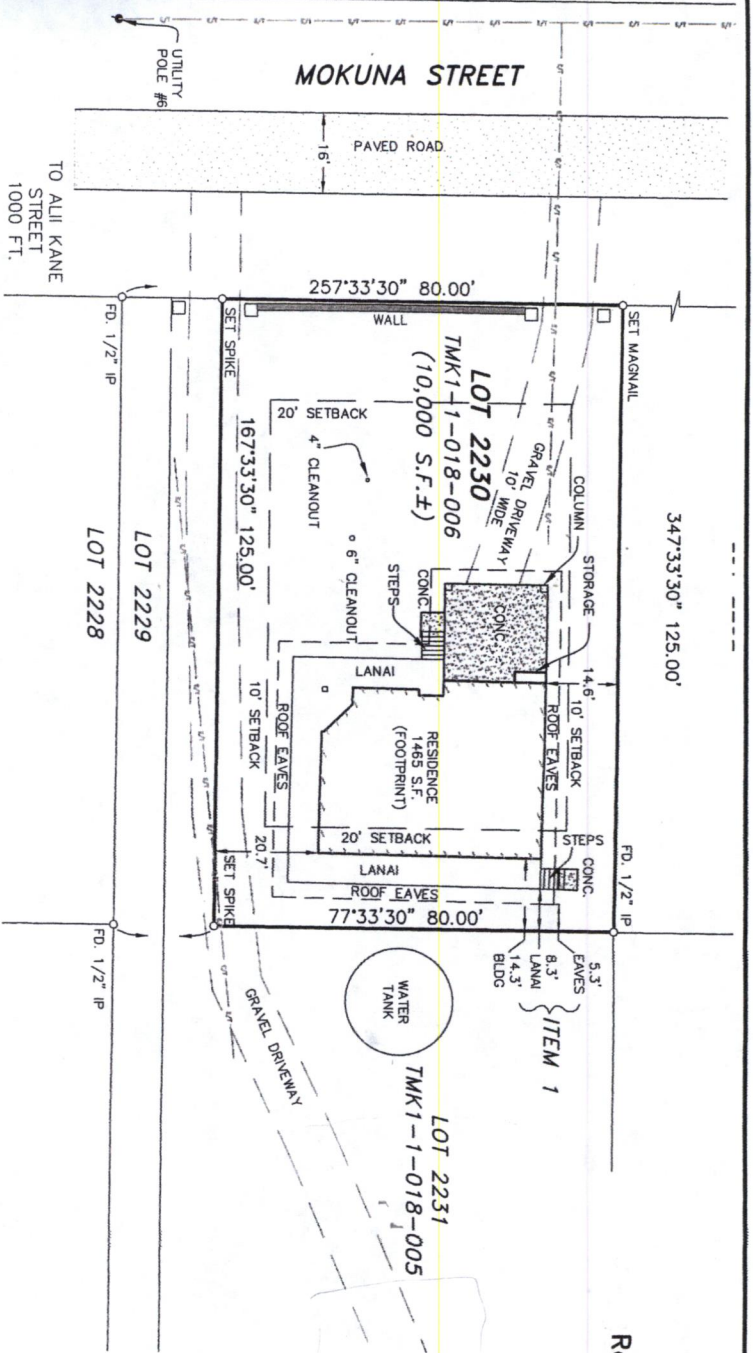 MOKUNA STREET
UTILITY
POLE #6
PAVED ROAD
16'
TO ALII KANE
STREET
1000 FT.
257°33'30" 80.00'
WALL
SET MAGNAIL
SET SPIKE
FD. 1/2" IP
347°33'30" 125.00'
LOT 2230
TMK1-1-018-006
(10,000 S.F.±)
20' SETBACK
GRAVEL DRIVEWAY
10' WIDE
COLUMN
STORAGE
4" CLEANOUT
6" CLEANOUT
167°33'30" 125.00'
LOT 2229
LOT 2228
CONC.
STEPS
CONC.
14.6'
10' SETBACK
ROOF EAVES
LANAI
RESIDENCE
1465 S.F.
(FOOTPRINT)
ROOF EAVES
10' SETBACK
20' SETBACK
20.7'
LANAI
ROOF EAVES
STEPS
CONC.
FD. 1/2" IP
SET SPIKE
77°33'30" 80.00'
FD. 1/2" IP
5.3'
EAVES
8.3'
LANAI
14.3'
BLDG
ITEM 1
WATER
TANK
GRAVEL DRIVEWAY
LOT 2231
TMK1-1-018-005